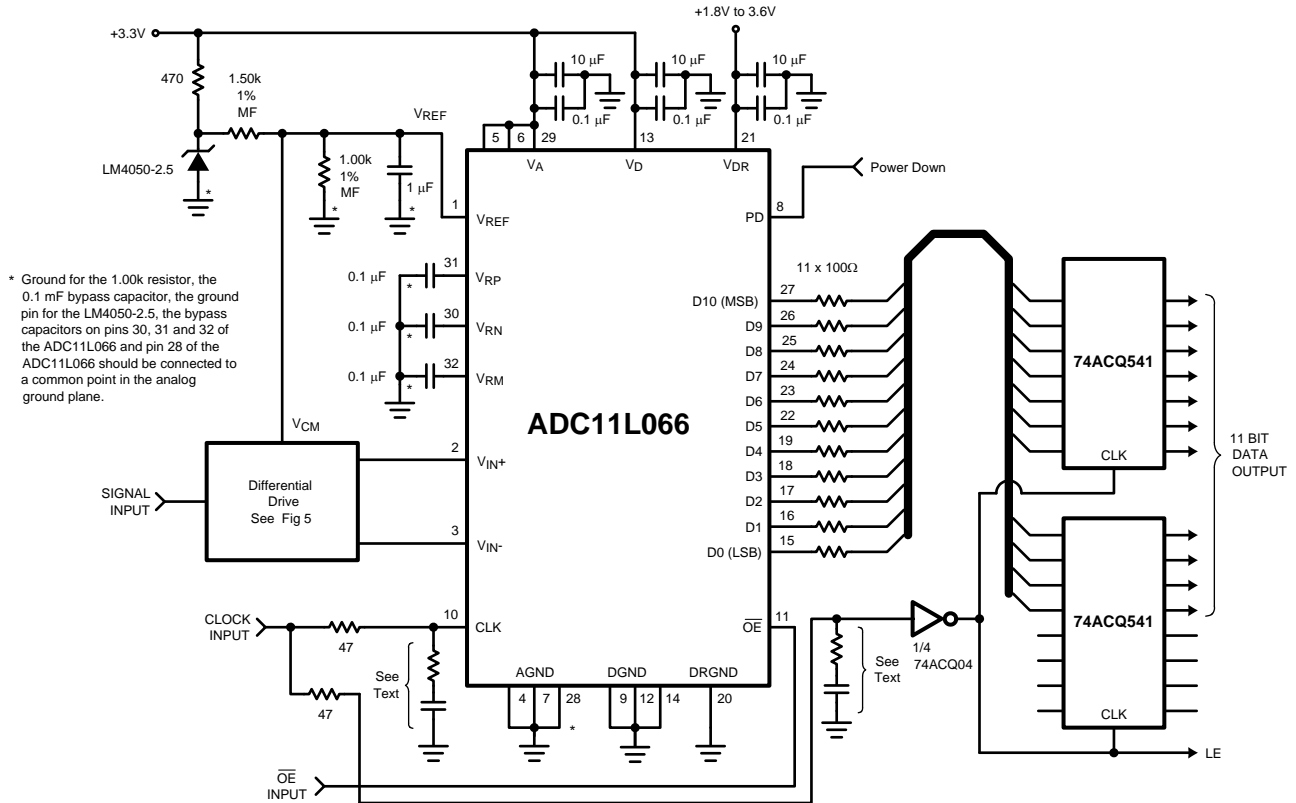 +1.8V to 3.6V
+3.3V
470
1.50k
1%
MF
VREF
10 µF
10 µF
10 µF
0.1 µF
0.1 µF
0.1 µF
LM4050-2.5
*
1.00k
1%
MF
*
1 µF
*
5
6
29
13
21
VA
VD
VDR
1
VREF
8
PD
Power Down
* Ground for the 1.00k resistor, the
0.1 mF bypass capacitor, the ground
pin for the LM4050-2.5, the bypass
capacitors on pins 30, 31 and 32 of
the ADC11L066 and pin 28 of the
ADC11L066 should be connected to
a common point in the analog
ground plane.
0.1 µF
*
31
VRP
0.1 µF
*
30
VRN
0.1 µF
*
32
VRM
ADC11L066
11 x 100Ω
D10 (MSB)
27
D9
26
D8
25
D7
24
D6
23
D5
22
D4
19
D3
18
D2
17
D1
16
D0 (LSB)
15
74ACQ541
CLK
11 BIT
DATA
OUTPUT
74ACQ541
CLK
LE
VCM
SIGNAL
INPUT
Differential
Drive
See Fig 5
2
VIN+
3
VIN-
CLOCK
INPUT
47
10
CLK
47
See
Text
AGND
4
7
28
*
DGND
9
12
14
DRGND
20
OE
11
See
Text
1/4
74ACQ04
OE
INPUT